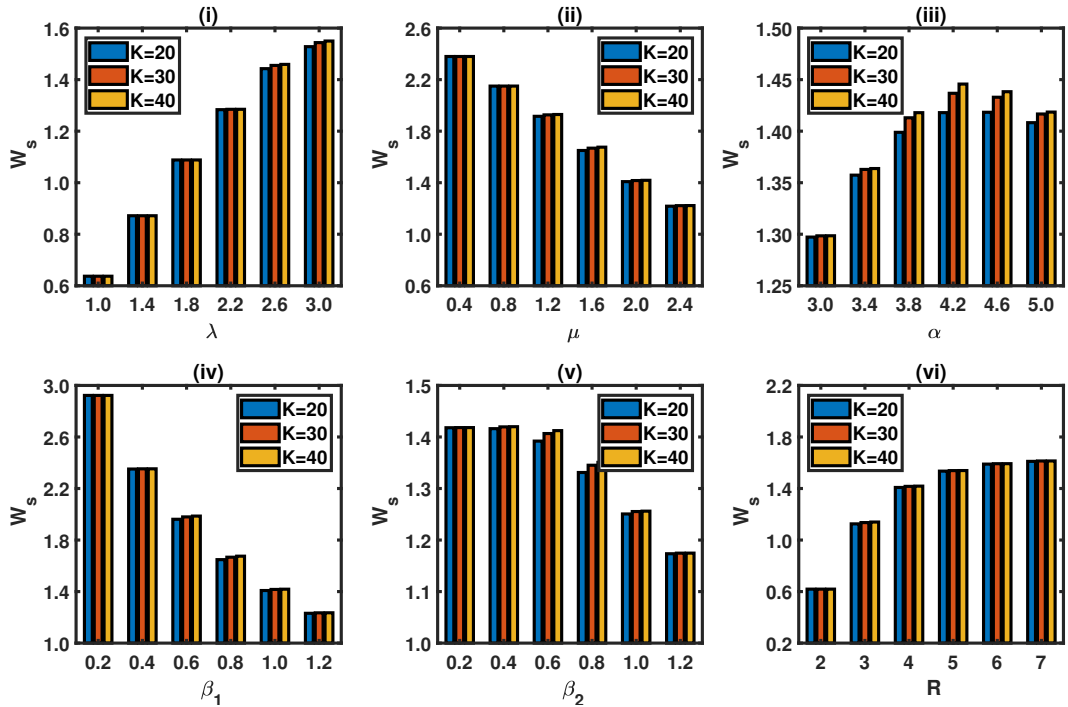 (i)
1.6
1.4
1.2
1.0
0.8
0.6
W_s
K=20
K=30
K=40
1.0 1.4 1.8 2.2 2.6 3.0
λ
(ii)
2.6
2.2
1.8
1.4
1.0
0.6
W_s
K=20
K=30
K=40
0.4 0.8 1.2 1.6 2.0 2.4
μ
(iii)
1.50
1.45
1.40
1.35
1.30
1.25
W_s
K=20
K=30
K=40
3.0 3.4 3.8 4.2 4.6 5.0
α
(iv)
3.0
2.6
2.2
1.8
1.4
1.0
W_s
K=20
K=30
K=40
0.2 0.4 0.6 0.8 1.0 1.2
β_1
(v)
1.5
1.4
1.3
1.2
1.1
1.0
W_s
K=20
K=30
K=40
0.2 0.4 0.6 0.8 1.0 1.2
β_2
(vi)
2.2
1.8
1.4
1.0
0.6
0.2
W_s
K=20
K=30
K=40
2 3 4 5 6 7
R